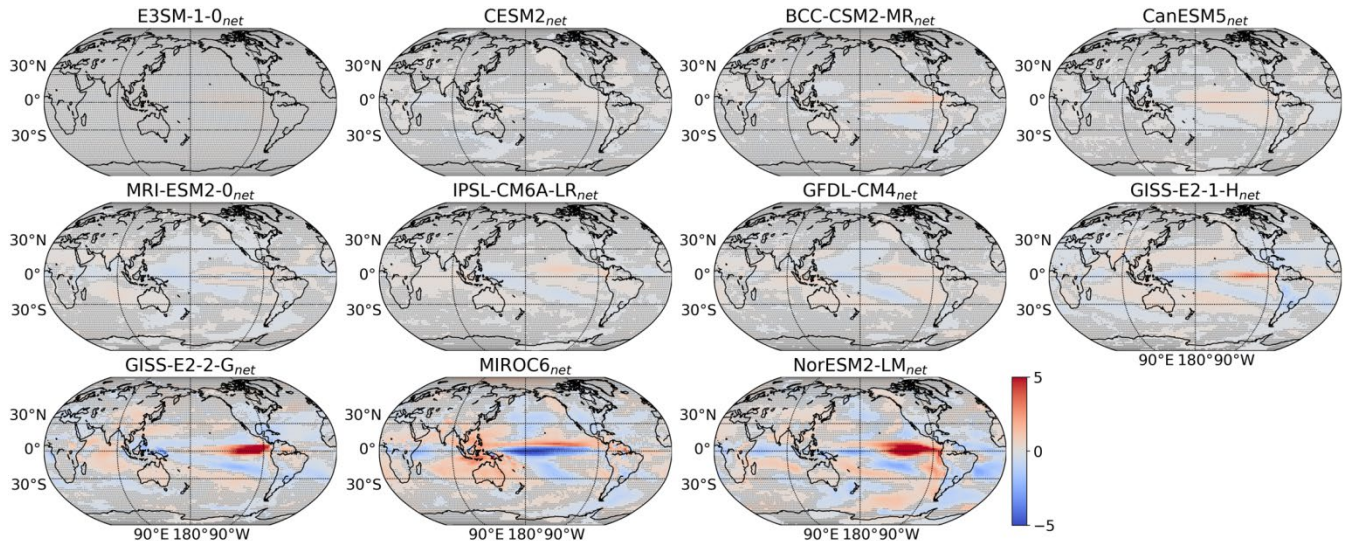 E3SM-1-0net CESM2net BCC-CSM2-MRnet CanESM5net
30°N 30°N 30°N 30°N
0° 0° 0° 0°
30°S 30°S 30°S 30°S
MRI-ESM2-0net IPSL-CM6A-LRnet GFDL-CM4net GISS-E2-1-Hnet
30°N 30°N 30°N 30°N
0° 0° 0° 0°
30°S 30°S 30°S 30°S
90°E 180°90°W
GISS-E2-2-Gnet MIROC6net NorESM2-LMnet
5
30°N 30°N 30°N
0° 0° 0° 0
30°S 30°S 30°S
−5
90°E 180°90°W 90°E 180°90°W 90°E 180°90°W